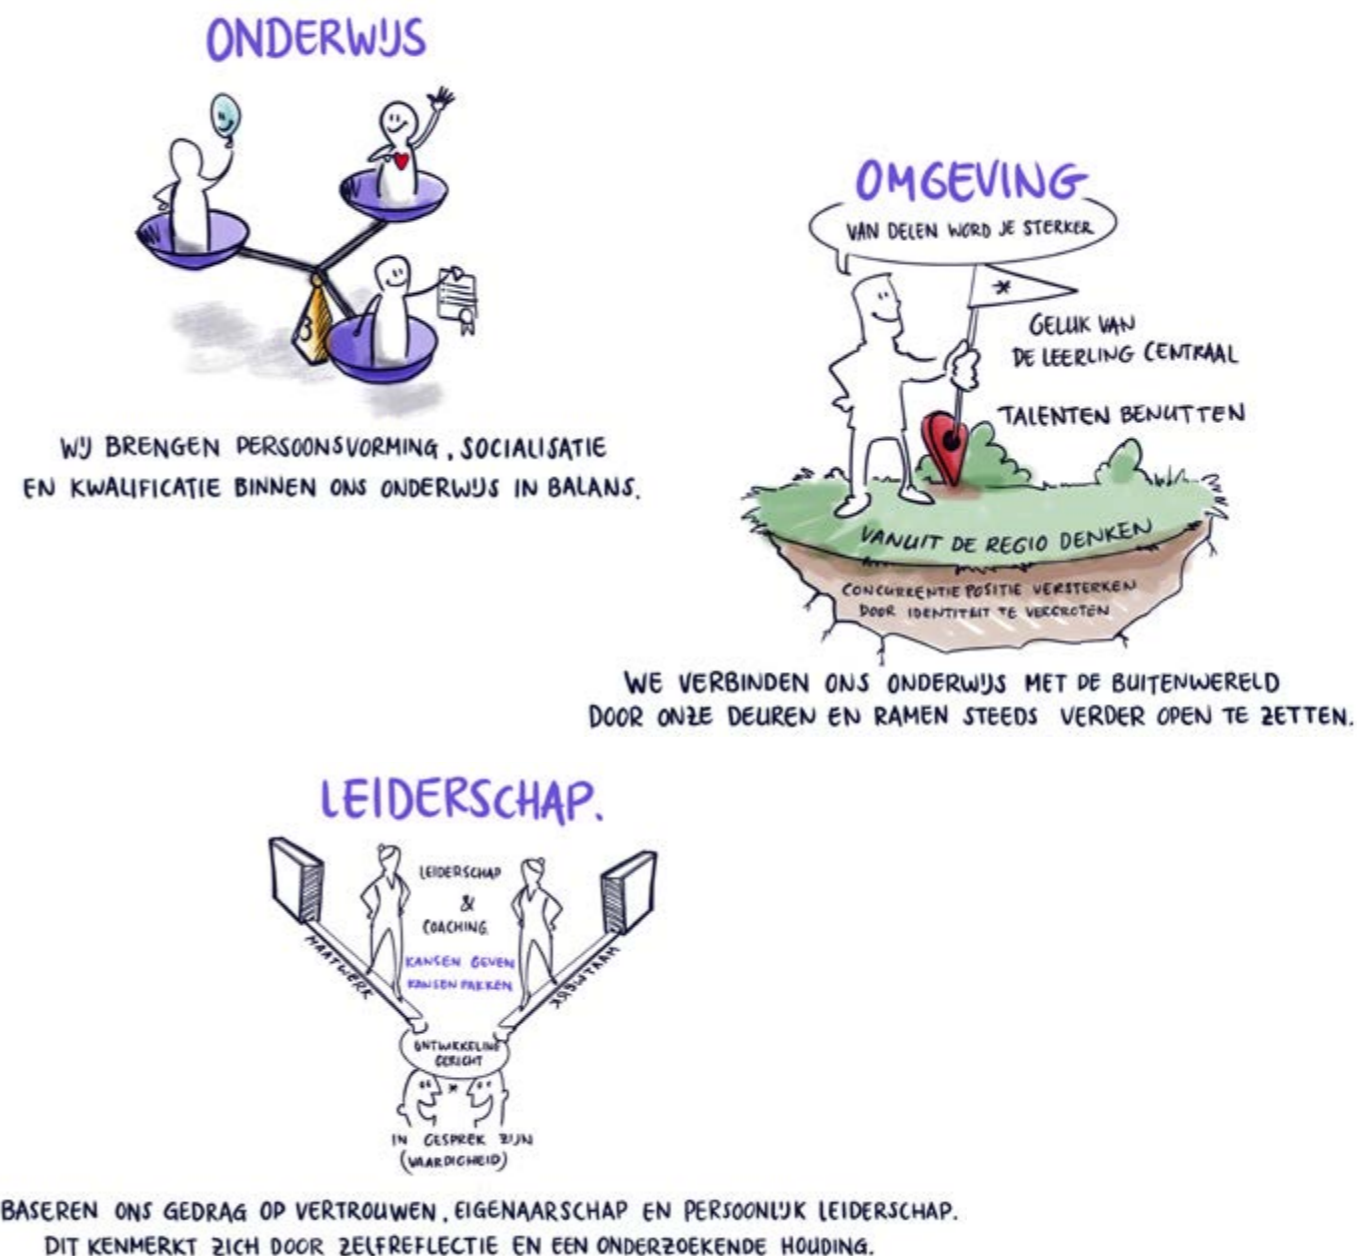 ONDERWIJS
3
WIJ BRENGEN PERSOONSVORMING, SOCIALISATIE
EN KWALIFICATIE BINNEN ONS ONDERWIJS IN BALANS.
OMGEVING
VAN DELEN WORD JE STERKER
*
GELUK VAN
DE LEERLING CENTRAAL
TALENTEN BENUTTEN
VANUIT DE REGIO DENKEN
CONCURRENTIE POSITIE VERSTERKEN
DOOR IDENTITEIT TE VERGROTEN
WE VERBINDEN ONS ONDERWIJS MET DE BUITENWERELD
DOOR ONZE DEUREN EN RAMEN STEEDS VERDER OPEN TE ZETTEN.
LEIDERSCHAP.
LEIDERSCHAP
&
COACHING
KANSEN GEVEN
KANSEN PAKKEN
MAATWERK
MAATWERK
ONTWIKKELING
GERICHT
*
IN GESPREK ZIJN
(VAARDIGHEID)
BASEREN ONS GEDRAG OP VERTROUWEN, EIGENAARSCHAP EN PERSOONLIJK LEIDERSCHAP.
DIT KENMERKT ZICH DOOR ZELFREFLECTIE EN EEN ONDERZOEKENDE HOUDING.